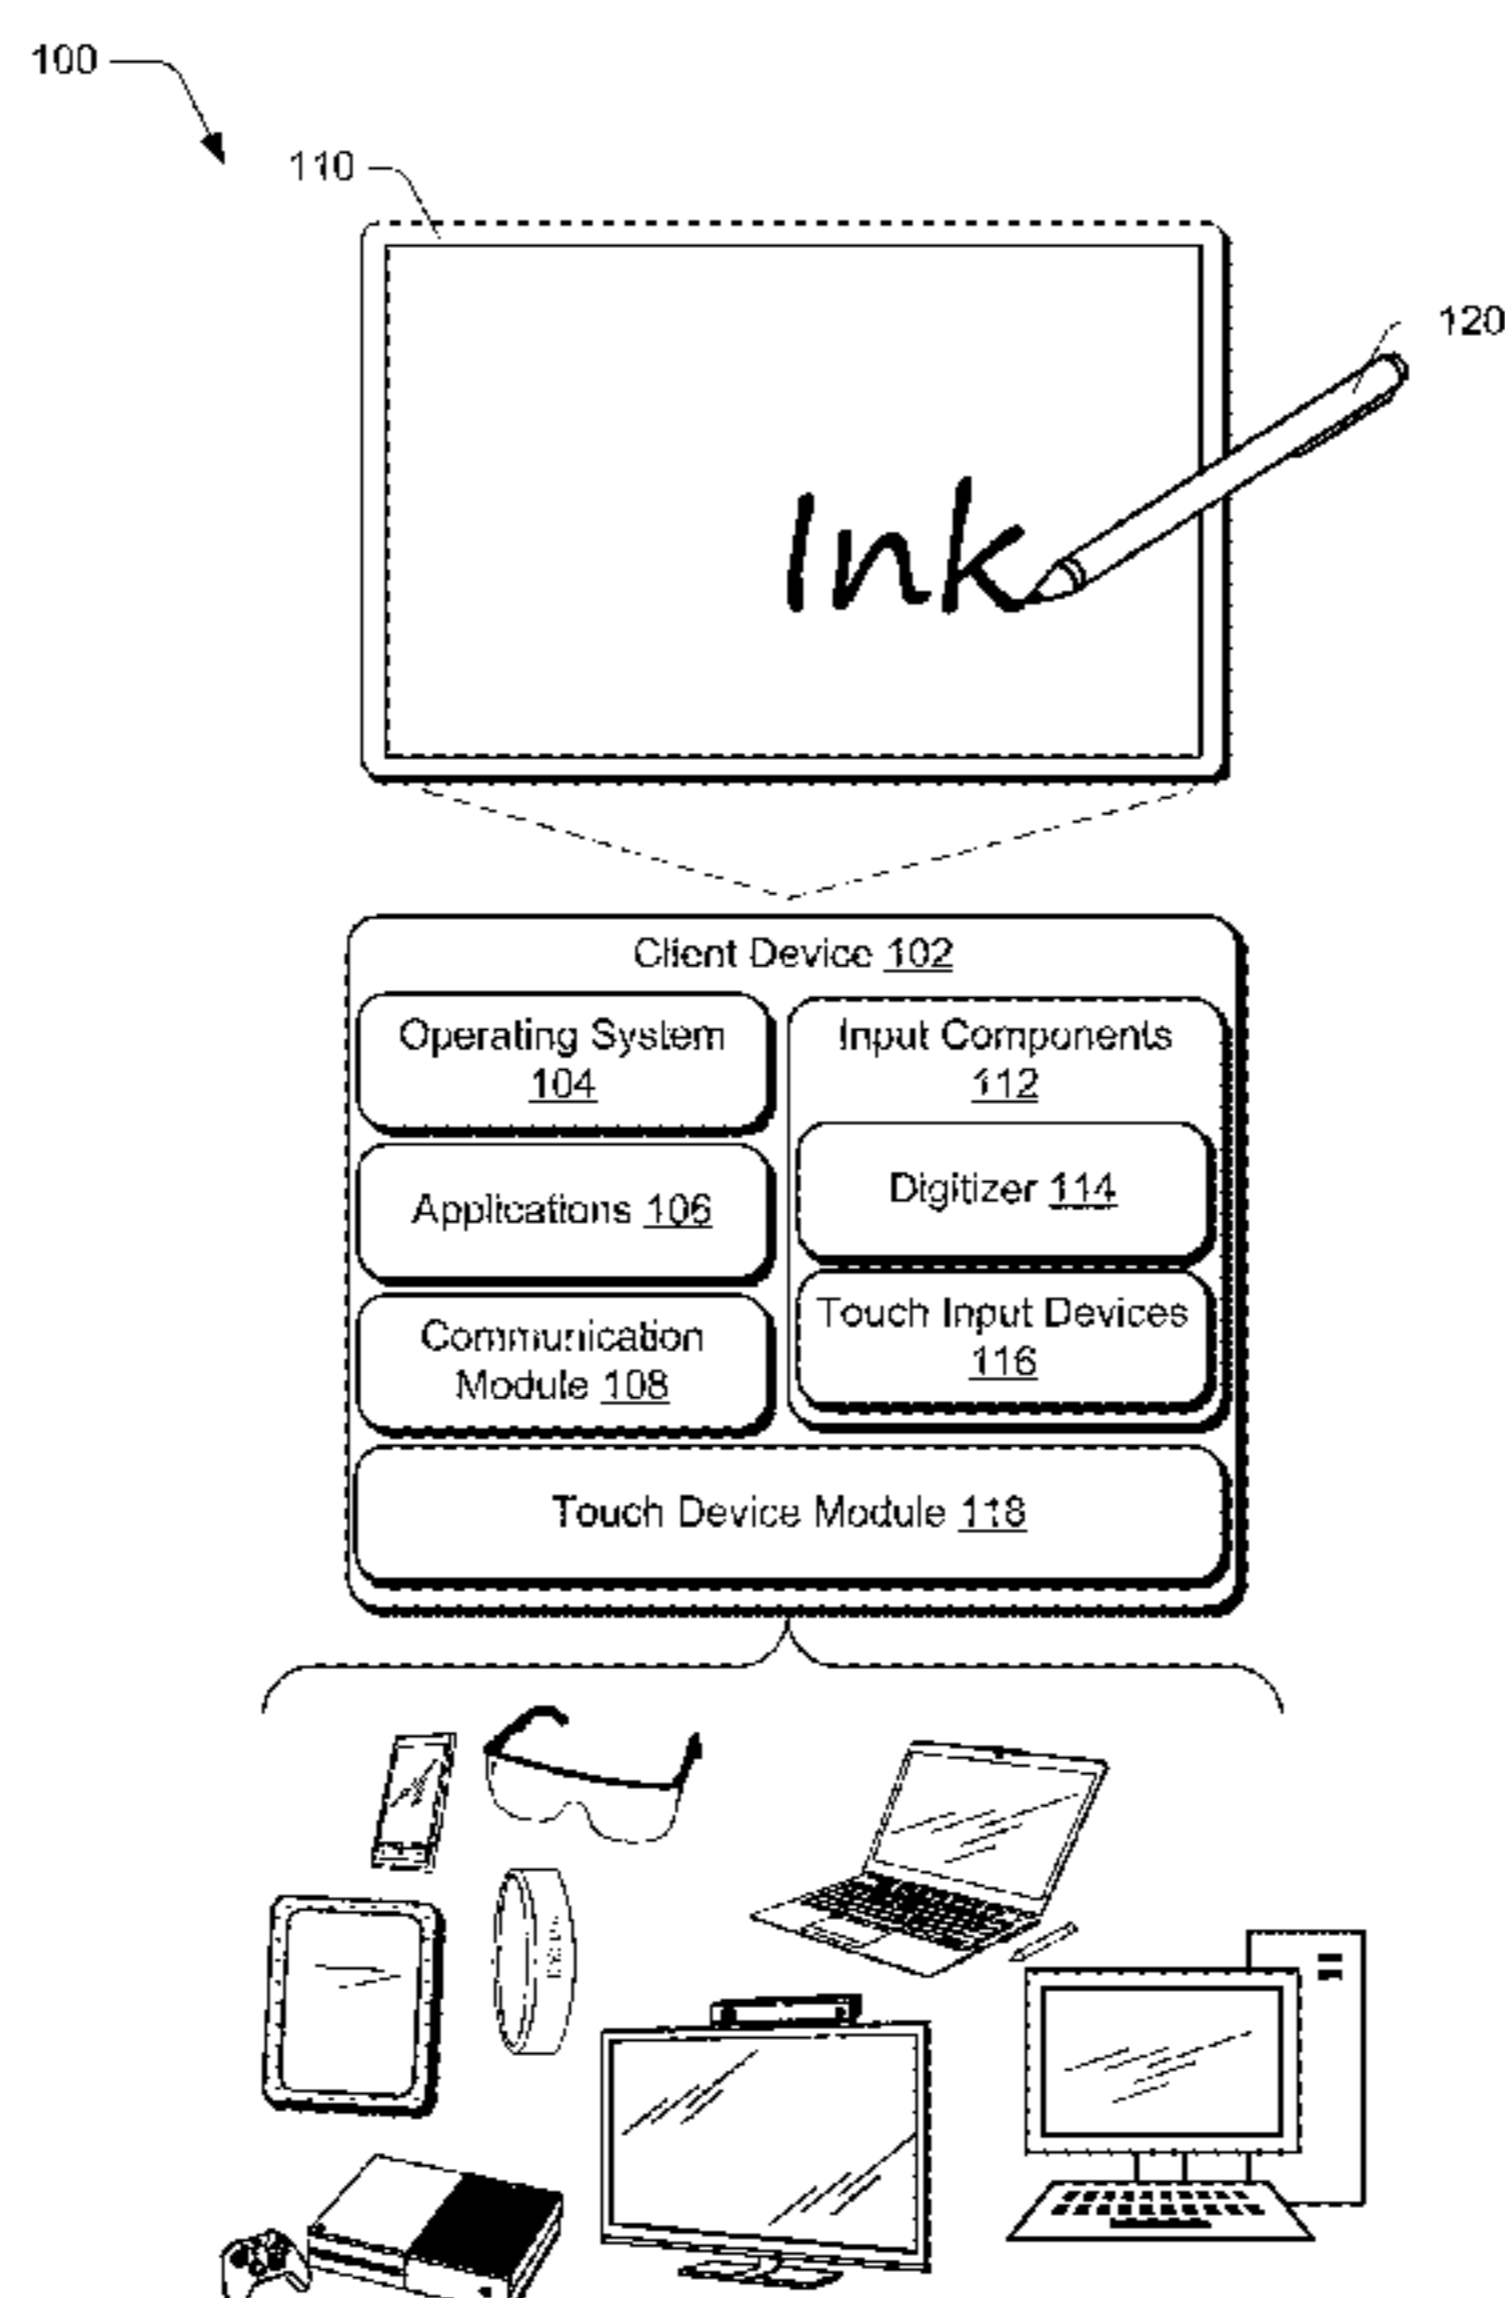 100
110
120
Ink
Client Device 102
Operating System
104
Applications 106
Communication
Module 108
Input Components
112
Digitizer 114
Touch Input Devices
116
Touch Device Module 118